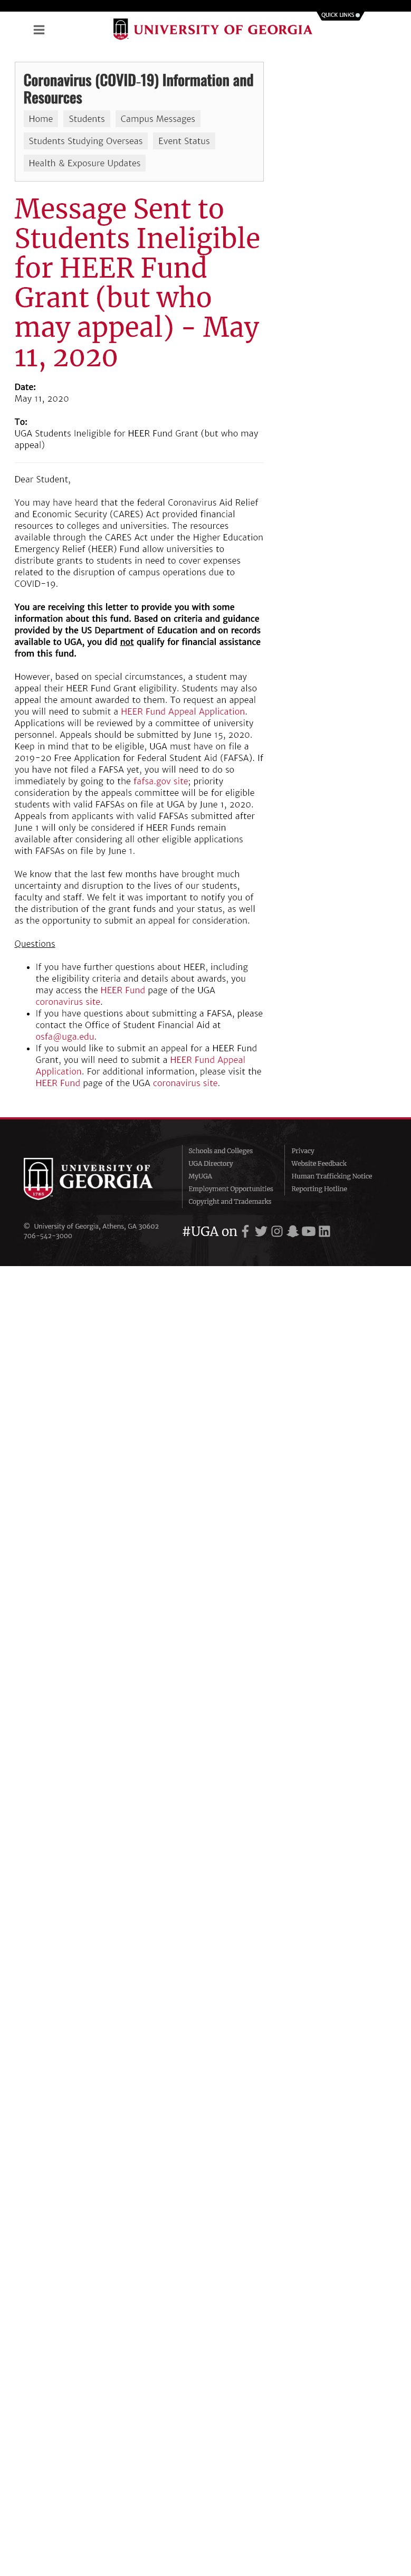 QUICK LINKS
UNIVERSITY OF GEORGIA
Coronavirus (COVID-19) Information and
Resources
Home Students Campus Messages
Students Studying Overseas Event Status
Health & Exposure Updates
Message Sent to
Students Ineligible
for HEER Fund
Grant (but who
may appeal) - May
11, 2020
Date:
May 11, 2020
To:
UGA Students Ineligible for HEER Fund Grant (but who may
appeal)
Dear Student,
You may have heard that the federal Coronavirus Aid Relief
and Economic Security (CARES) Act provided financial
resources to colleges and universities. The resources
available through the CARES Act under the Higher Education
Emergency Relief (HEER) Fund allow universities to
distribute grants to students in need to cover expenses
related to the disruption of campus operations due to
COVID-19.
You are receiving this letter to provide you with some
information about this fund. Based on criteria and guidance
provided by the US Department of Education and on records
available to UGA, you did not qualify for financial assistance
from this fund.
However, based on special circumstances, a student may
appeal their HEER Fund Grant eligibility. Students may also
appeal the amount awarded to them. To request an appeal
you will need to submit a HEER Fund Appeal Application.
Applications will be reviewed by a committee of university
personnel. Appeals should be submitted by June 15, 2020.
Keep in mind that to be eligible, UGA must have on file a
2019-20 Free Application for Federal Student Aid (FAFSA). If
you have not filed a FAFSA yet, you will need to do so
immediately by going to the fafsa.gov site; priority
consideration by the appeals committee will be for eligible
students with valid FAFSAs on file at UGA by June 1, 2020.
Appeals from applicants with valid FAFSAs submitted after
June 1 will only be considered if HEER Funds remain
available after considering all other eligible applications
with FAFSAs on file by June 1.
We know that the last few months have brought much
uncertainty and disruption to the lives of our students,
faculty and staff. We felt it was important to notify you of
the distribution of the grant funds and your status, as well
as the opportunity to submit an appeal for consideration.
Questions
• If you have further questions about HEER, including
the eligibility criteria and details about awards, you
may access the HEER Fund page of the UGA
coronavirus site.
• If you have questions about submitting a FAFSA, please
contact the Office of Student Financial Aid at
osfa@uga.edu.
• If you would like to submit an appeal for a HEER Fund
Grant, you will need to submit a HEER Fund Appeal
Application. For additional information, please visit the
HEER Fund page of the UGA coronavirus site.
1785
UNIVERSITY OF
GEORGIA
© University of Georgia, Athens, GA 30602
706-542-3000
Schools and Colleges
UGA Directory
MyUGA
Employment Opportunities
Copyright and Trademarks
Privacy
Website Feedback
Human Trafficking Notice
Reporting Hotline
#UGA on